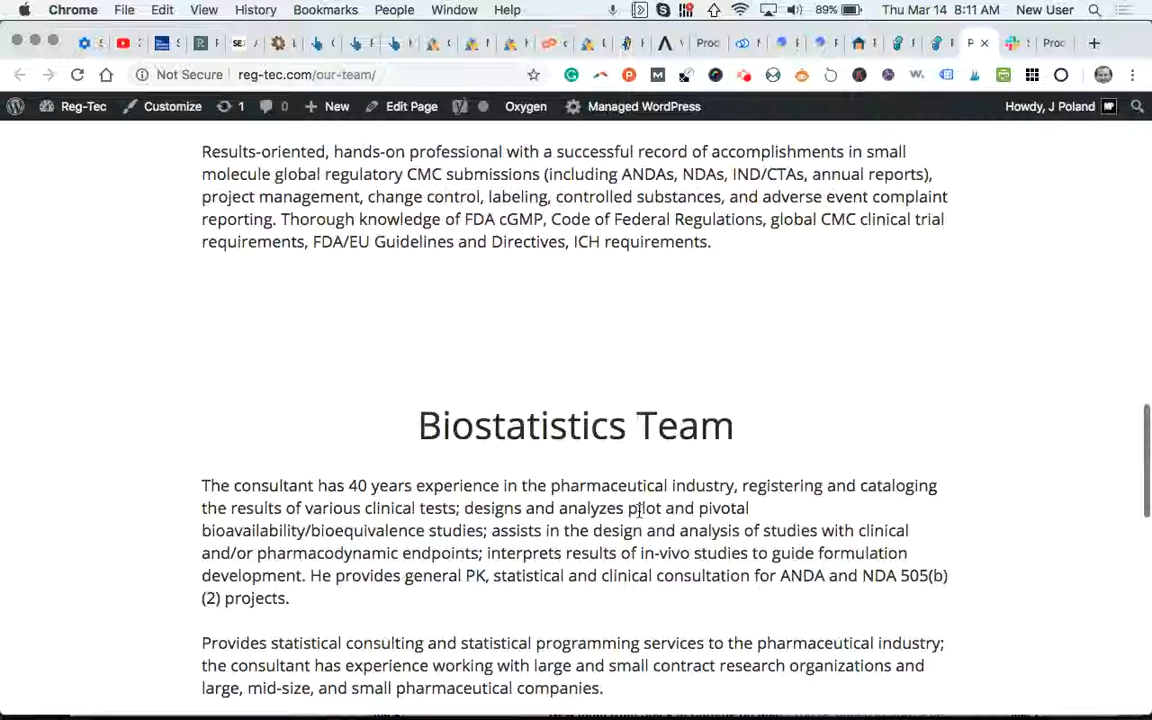 Chrome File Edit View History Bookmarks People Window Help 89% Thu Mar 14 8:11 AM New User
Proc Proc
Not Secure reg-tec.com/our-team/
Reg-Tec Customize 1 0 New Edit Page Oxygen Managed WordPress Howdy, J Poland
Results-oriented, hands-on professional with a successful record of accomplishments in small
molecule global regulatory CMC submissions (including ANDAs, NDAs, IND/CTAs, annual reports),
project management, change control, labeling, controlled substances, and adverse event complaint
reporting. Thorough knowledge of FDA cGMP, Code of Federal Regulations, global CMC clinical trial
requirements, FDA/EU Guidelines and Directives, ICH requirements.
Biostatistics Team
The consultant has 40 years experience in the pharmaceutical industry, registering and cataloging
the results of various clinical tests; designs and analyzes pilot and pivotal
bioavailability/bioequivalence studies; assists in the design and analysis of studies with clinical
and/or pharmacodynamic endpoints; interprets results of in-vivo studies to guide formulation
development. He provides general PK, statistical and clinical consultation for ANDA and NDA 505(b)
(2) projects.
Provides statistical consulting and statistical programming services to the pharmaceutical industry;
the consultant has experience working with large and small contract research organizations and
large, mid-size, and small pharmaceutical companies.